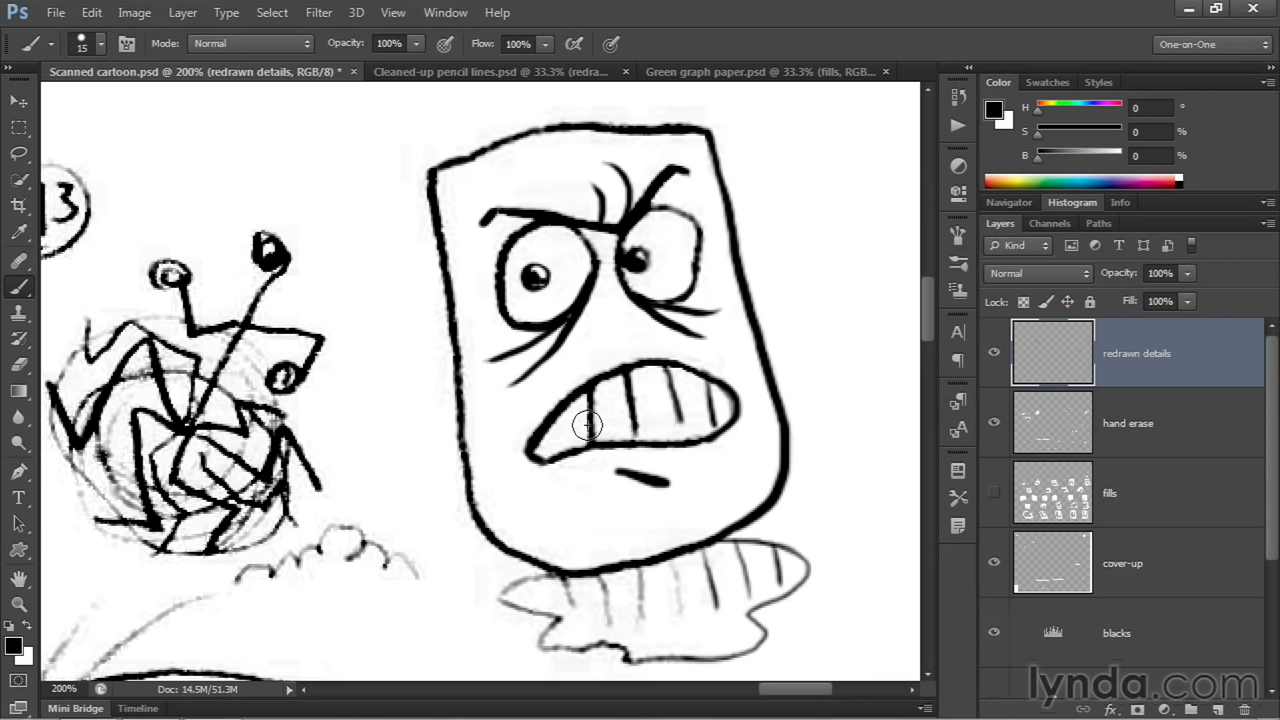 Ps File Edit Image Layer Type Select Filter 3D View Window Help
15 Mode: Normal Opacity: 100% Flow: 100% One-on-One
Scanned cartoon.psd @ 200% (redrawn details, RGB/8) * × Cleaned-up pencil lines.psd @ 33.3% (redra... × Green graph paper.psd @ 33.3% (fills, RGB... ×
Color Swatches Styles
H 0 °
S 0 %
B 0 %
Navigator Histogram Info
Layers Channels Paths
Kind
Normal Opacity: 100%
Lock: Fill: 100%
redrawn details
hand erase
fills
cover-up
blacks
13
200% Doc: 14.5M/51.3M
Mini Bridge Timeline
lynda.com